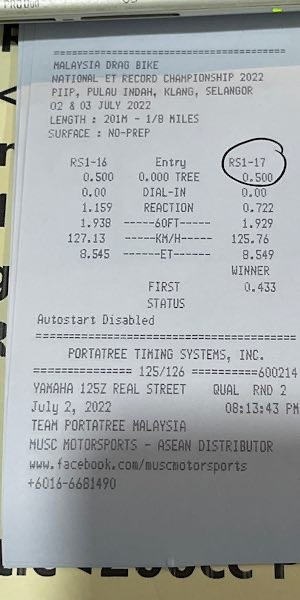 ==========================================
MALAYSIA DRAG BIKE
NATIONAL ET RECORD CHAMPIONSHIP 2022
PIIP, PULAU INDAH, KLANG, SELANGOR
02 & 03 JULY 2022
LENGTH : 201M - 1/8 MILES
SURFACE : NO-PREP
RS1-16 Entry RS1-17
0.500 0.000 TREE 0.500
0.00 DIAL-IN 0.00
1.159 REACTION 0.722
1.938 -----60FT----- 1.929
127.13 -----KM/H----- 125.76
8.545 ------ET------ 8.549
WINNER
FIRST 0.433
STATUS
Autostart Disabled
==========================================
PORTATREE TIMING SYSTEMS, INC.
=============== 125/126 ==========600214
YAMAHA 125Z REAL STREET QUAL RND 2
July 2, 2022 08:13:43 PM
TEAM PORTATREE MALAYSIA
MUSC MOTORSPORTS - ASEAN DISTRIBUTOR
www.facebook.com/muscmotorsports
+6016-6681490